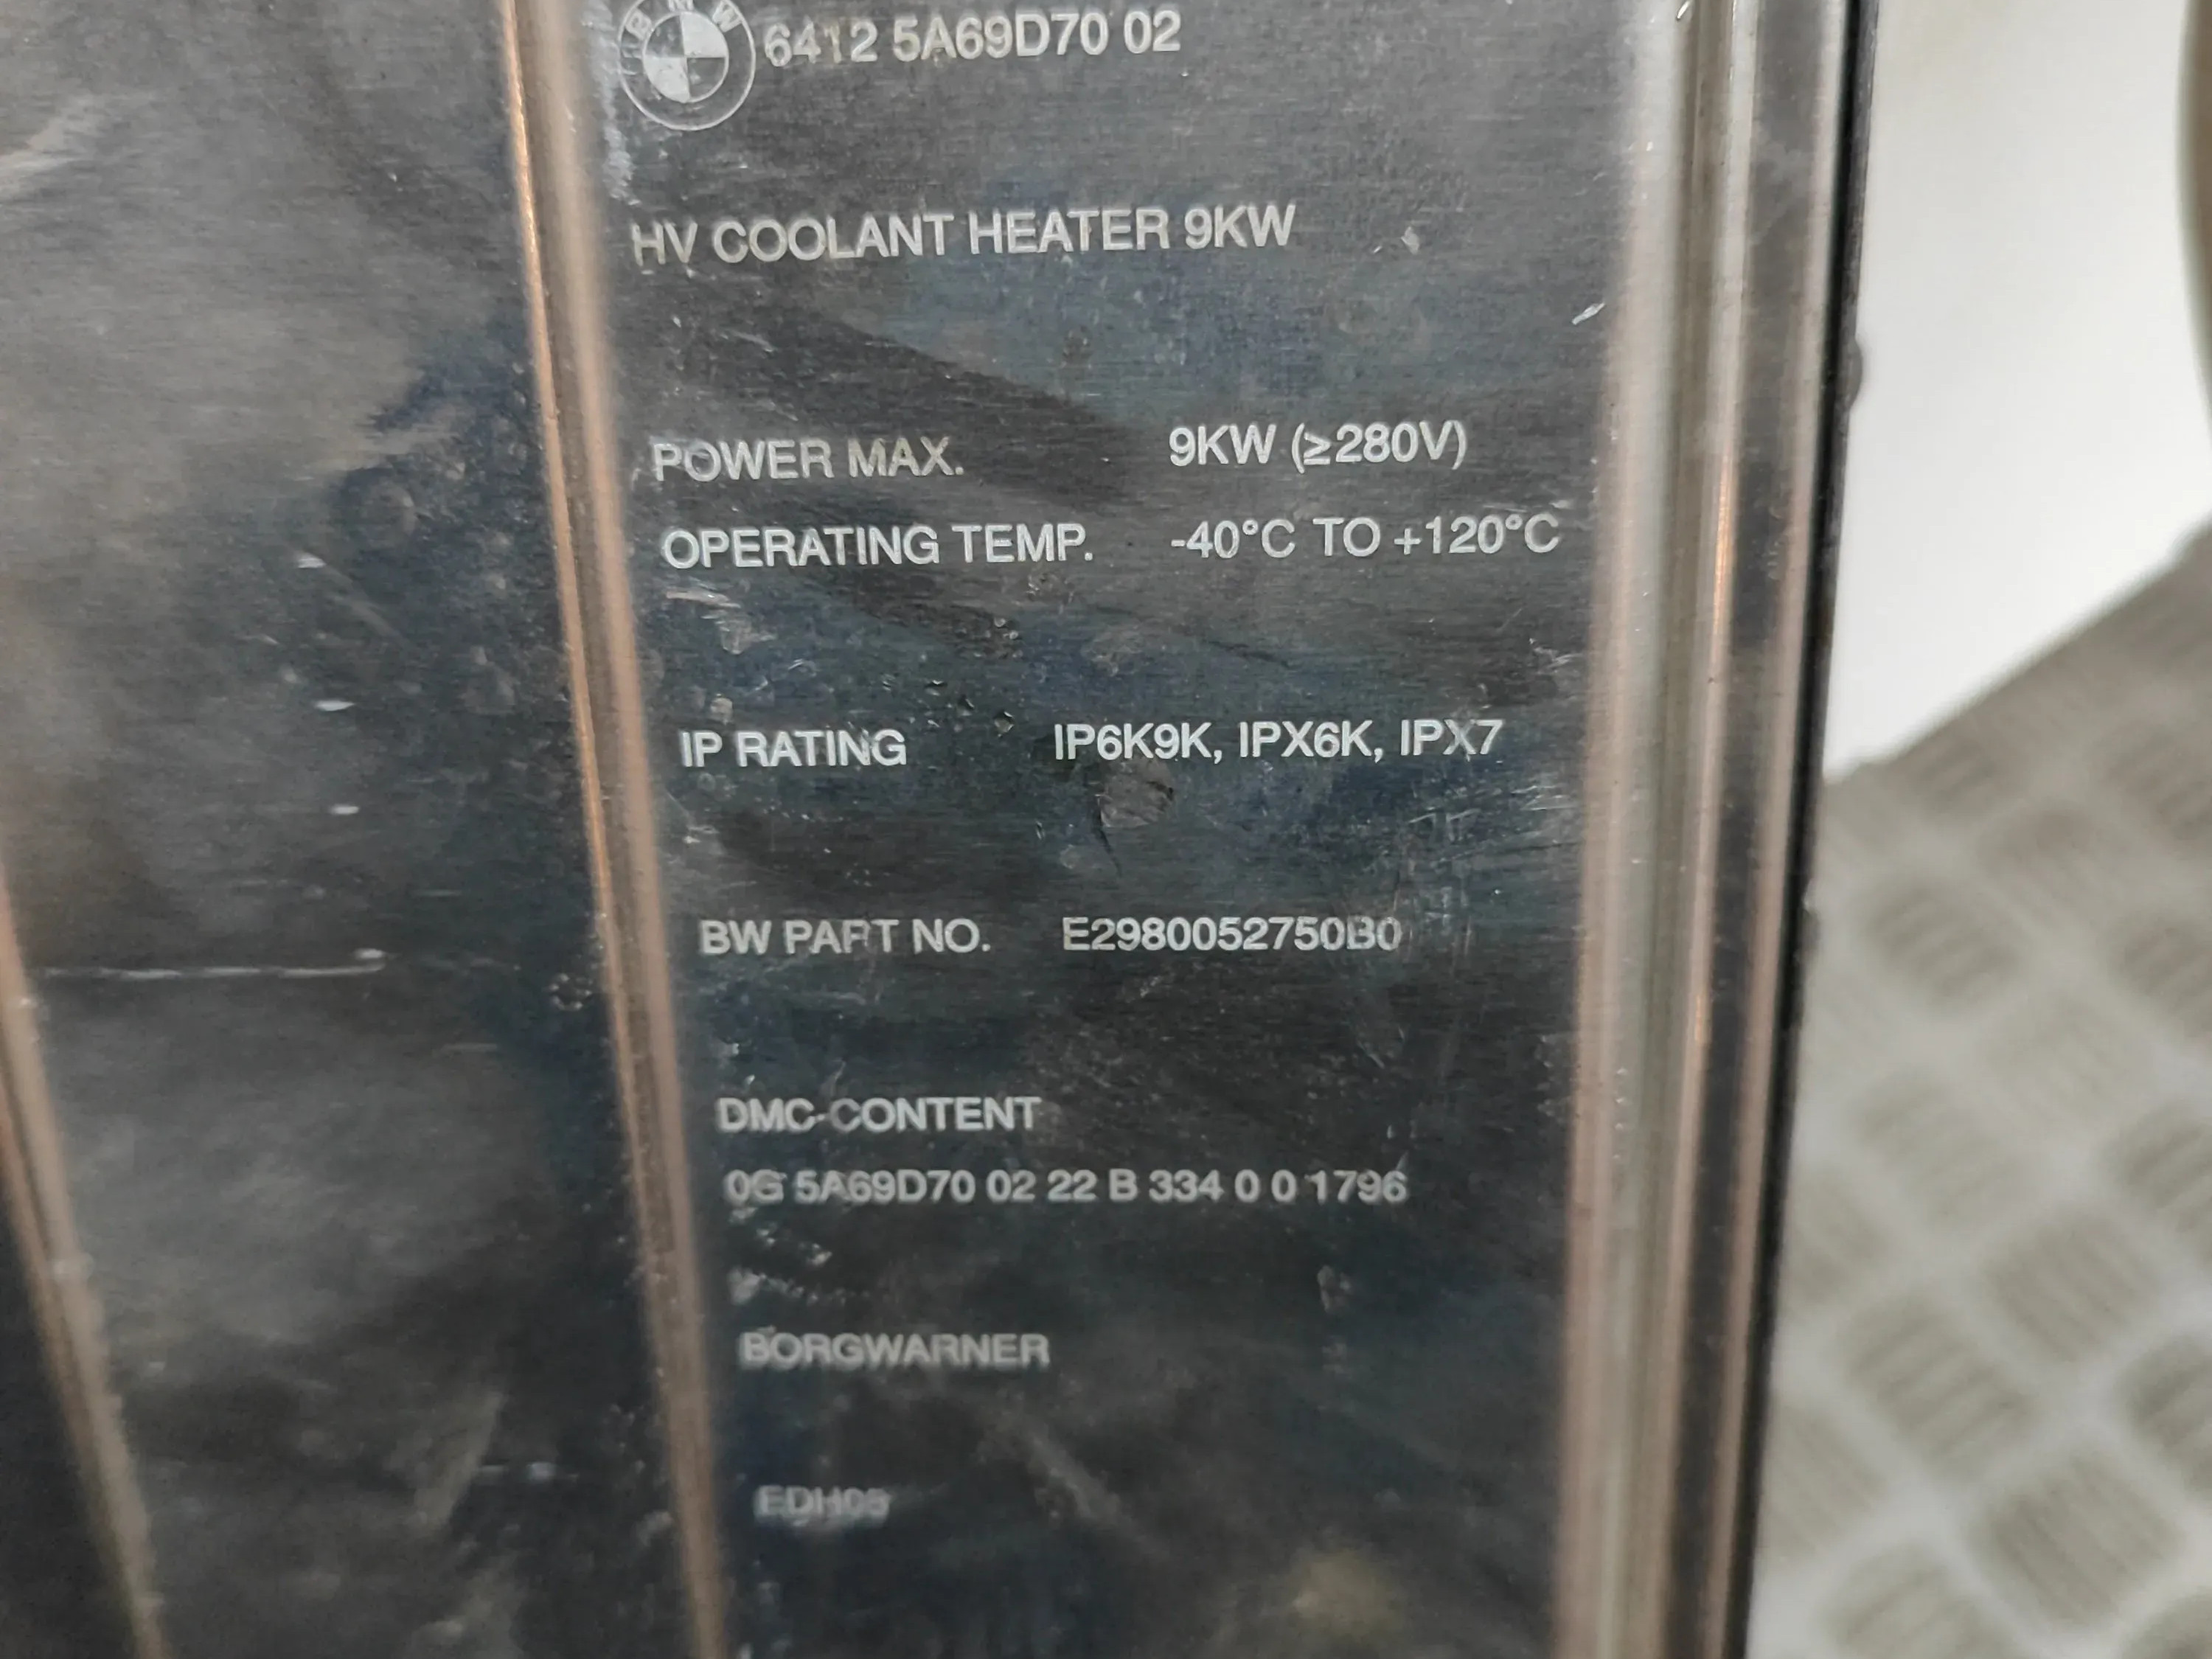 BMW 6412 5A69D70 02
HV COOLANT HEATER 9KW
POWER MAX. 9KW (≥280V)
OPERATING TEMP. -40°C TO +120°C
IP RATING IP6K9K, IPX6K, IPX7
BW PART NO. E2980052750B0
DMC-CONTENT
0G 5A69D70 02 22 B 334 0 0 1796
BORGWARNER